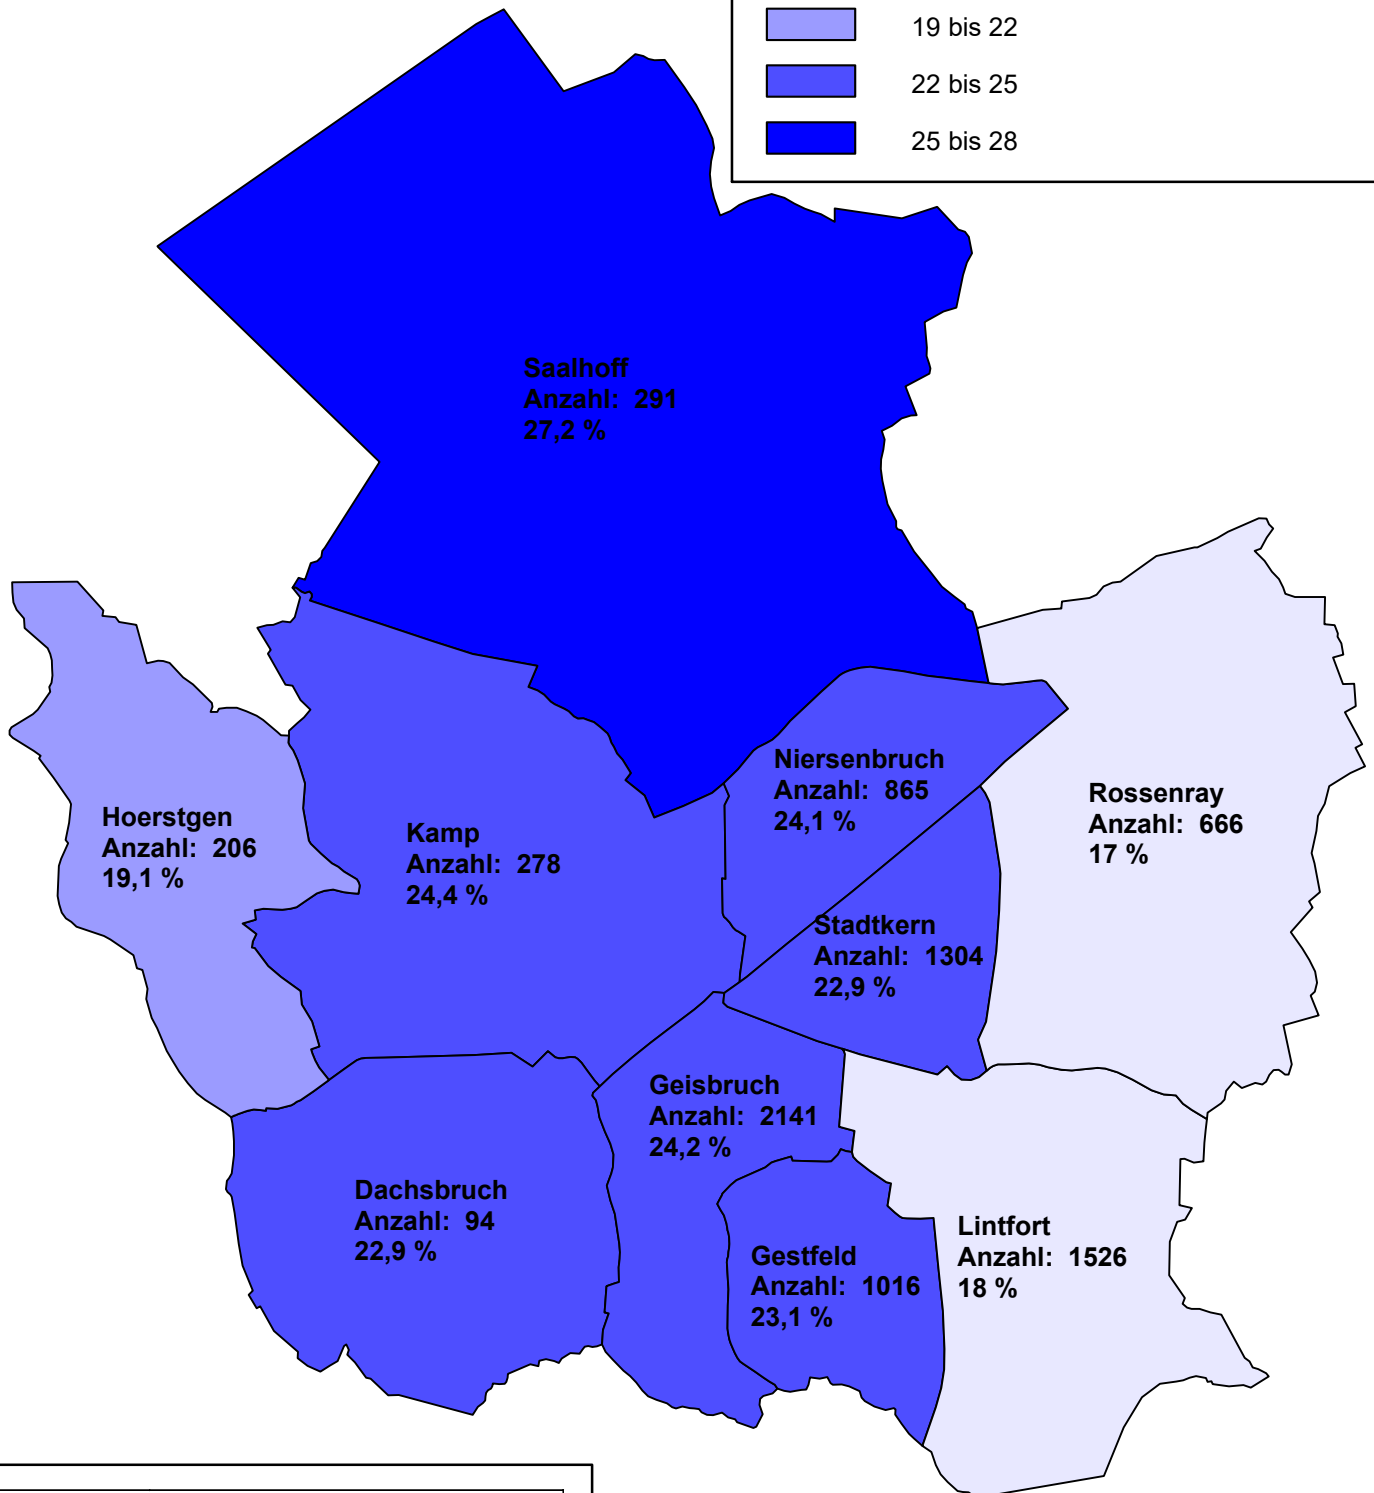 19 bis 22
22 bis 25
25 bis 28
Saalhoff
Anzahl: 291
27,2 %
Niersenbruch
Anzahl: 865
24,1 %
Rossenray
Anzahl: 666
17 %
Hoerstgen
Anzahl: 206
19,1 %
Kamp
Anzahl: 278
24,4 %
Stadtkern
Anzahl: 1304
22,9 %
Geisbruch
Anzahl: 2141
24,2 %
Dachsbruch
Anzahl: 94
22,9 %
Gestfeld
Anzahl: 1016
23,1 %
Lintfort
Anzahl: 1526
18 %